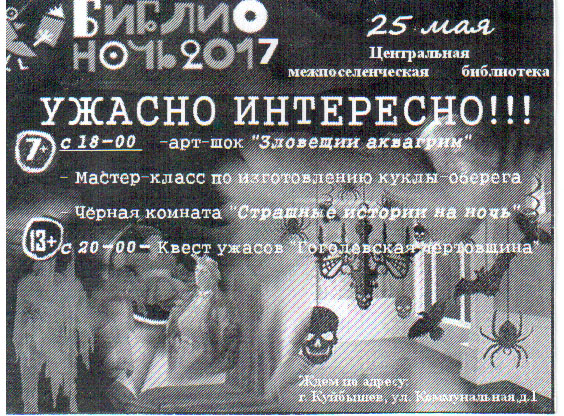 БИБЛИО
НОЧЬ2017
25 мая
Центральная
межпоселенческая библиотека
УЖАСНО ИНТЕРЕСНО!!!
7+ с 18-00 -арт-шок "Зловещии аквагрим"
- Мастер-класс по изготовлению куклы-оберега
- Чёрная комната "Страшные истории на ночь"
13+ с 20-00- Квест ужасов "Гоголевская чертовщина"
Ждем по адресу:
г. Куйбышев, ул. Коммунальная,д.1